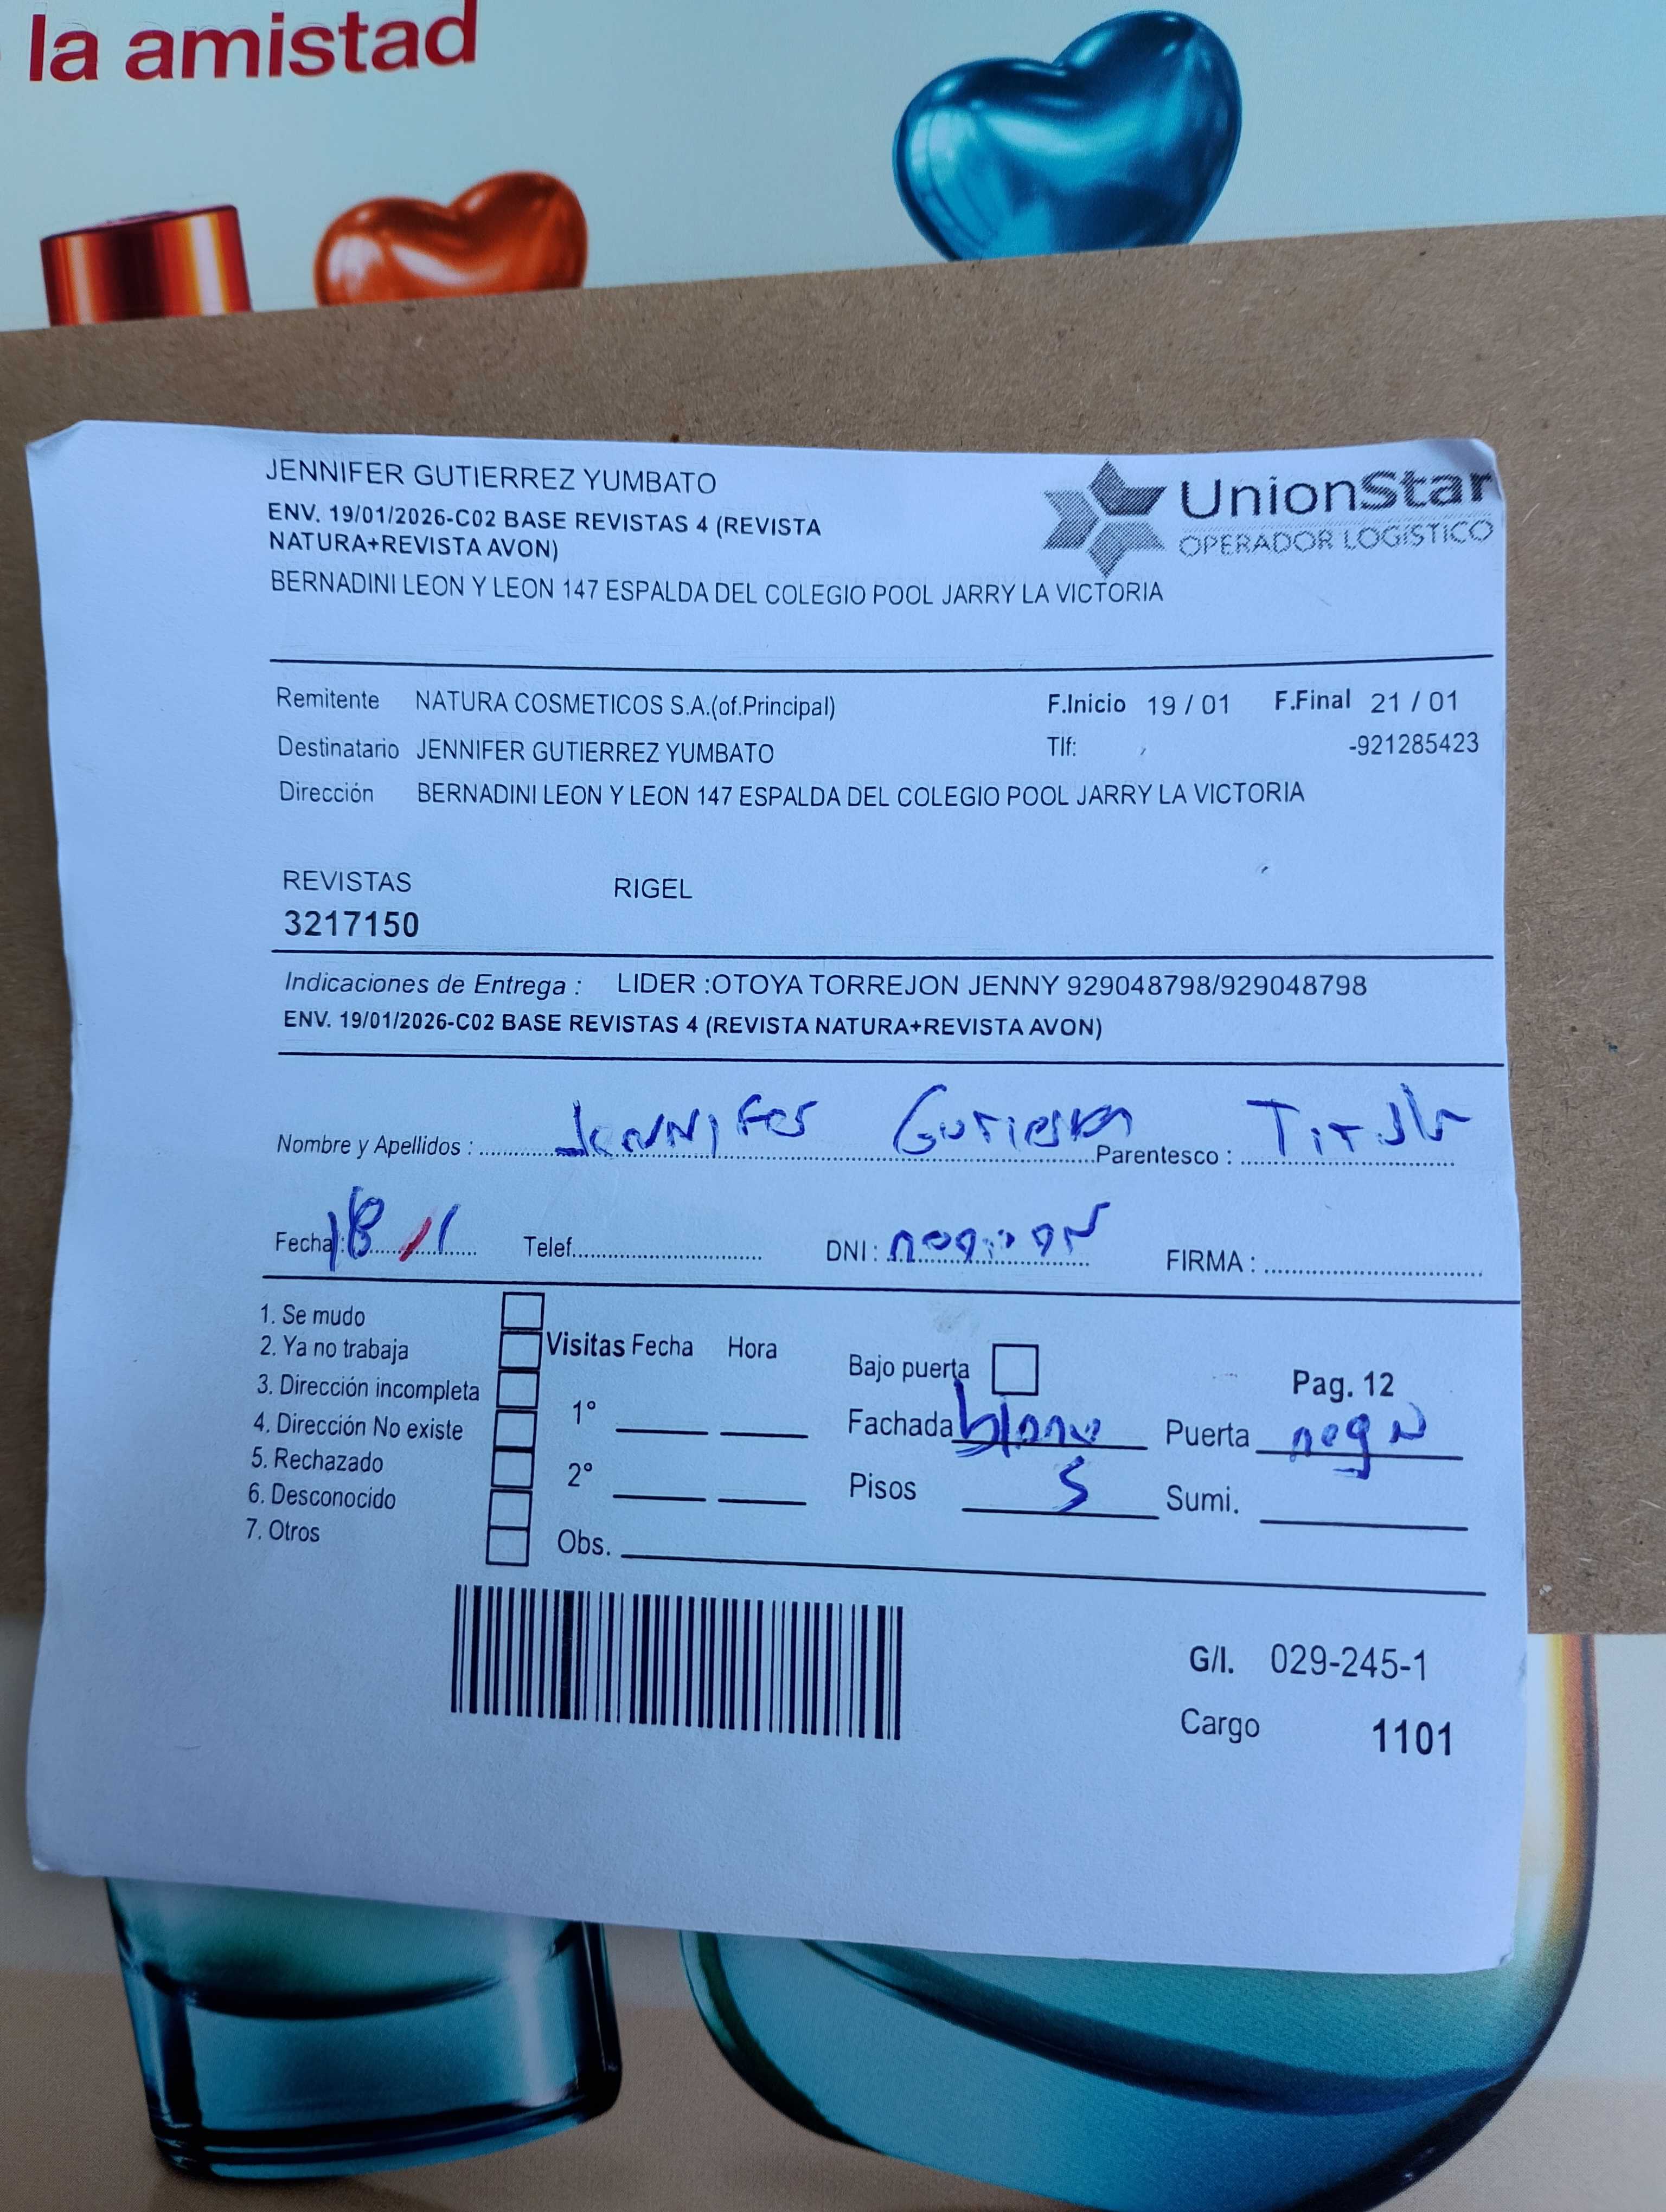 la amistad
JENNIFER GUTIERREZ YUMBATO
ENV. 19/01/2026-C02 BASE REVISTAS 4 (REVISTA
NATURA+REVISTA AVON)
BERNADINI LEON Y LEON 147 ESPALDA DEL COLEGIO POOL JARRY LA VICTORIA
UnionStar
OPERADOR LOGÍSTICO
Remitente NATURA COSMETICOS S.A.(of.Principal) F.Inicio 19 / 01 F.Final 21 / 01
Destinatario JENNIFER GUTIERREZ YUMBATO Tlf: -921285423
Dirección BERNADINI LEON Y LEON 147 ESPALDA DEL COLEGIO POOL JARRY LA VICTORIA
REVISTAS RIGEL
3217150
Indicaciones de Entrega : LIDER :OTOYA TORREJON JENNY 929048798/929048798
ENV. 19/01/2026-C02 BASE REVISTAS 4 (REVISTA NATURA+REVISTA AVON)
Nombre y Apellidos : Jennifer Parentesco :
Fecha: 18/1 Telef. DNI : FIRMA :
1. Se mudo
2. Ya no trabaja
3. Dirección incompleta
4. Dirección No existe
5. Rechazado
6. Desconocido
7. Otros
Visitas Fecha Hora
1°
2°
Obs.
Bajo puerta Pag. 12
Fachada Puerta
Pisos 5 Sumi.
G/I. 029-245-1
Cargo 1101